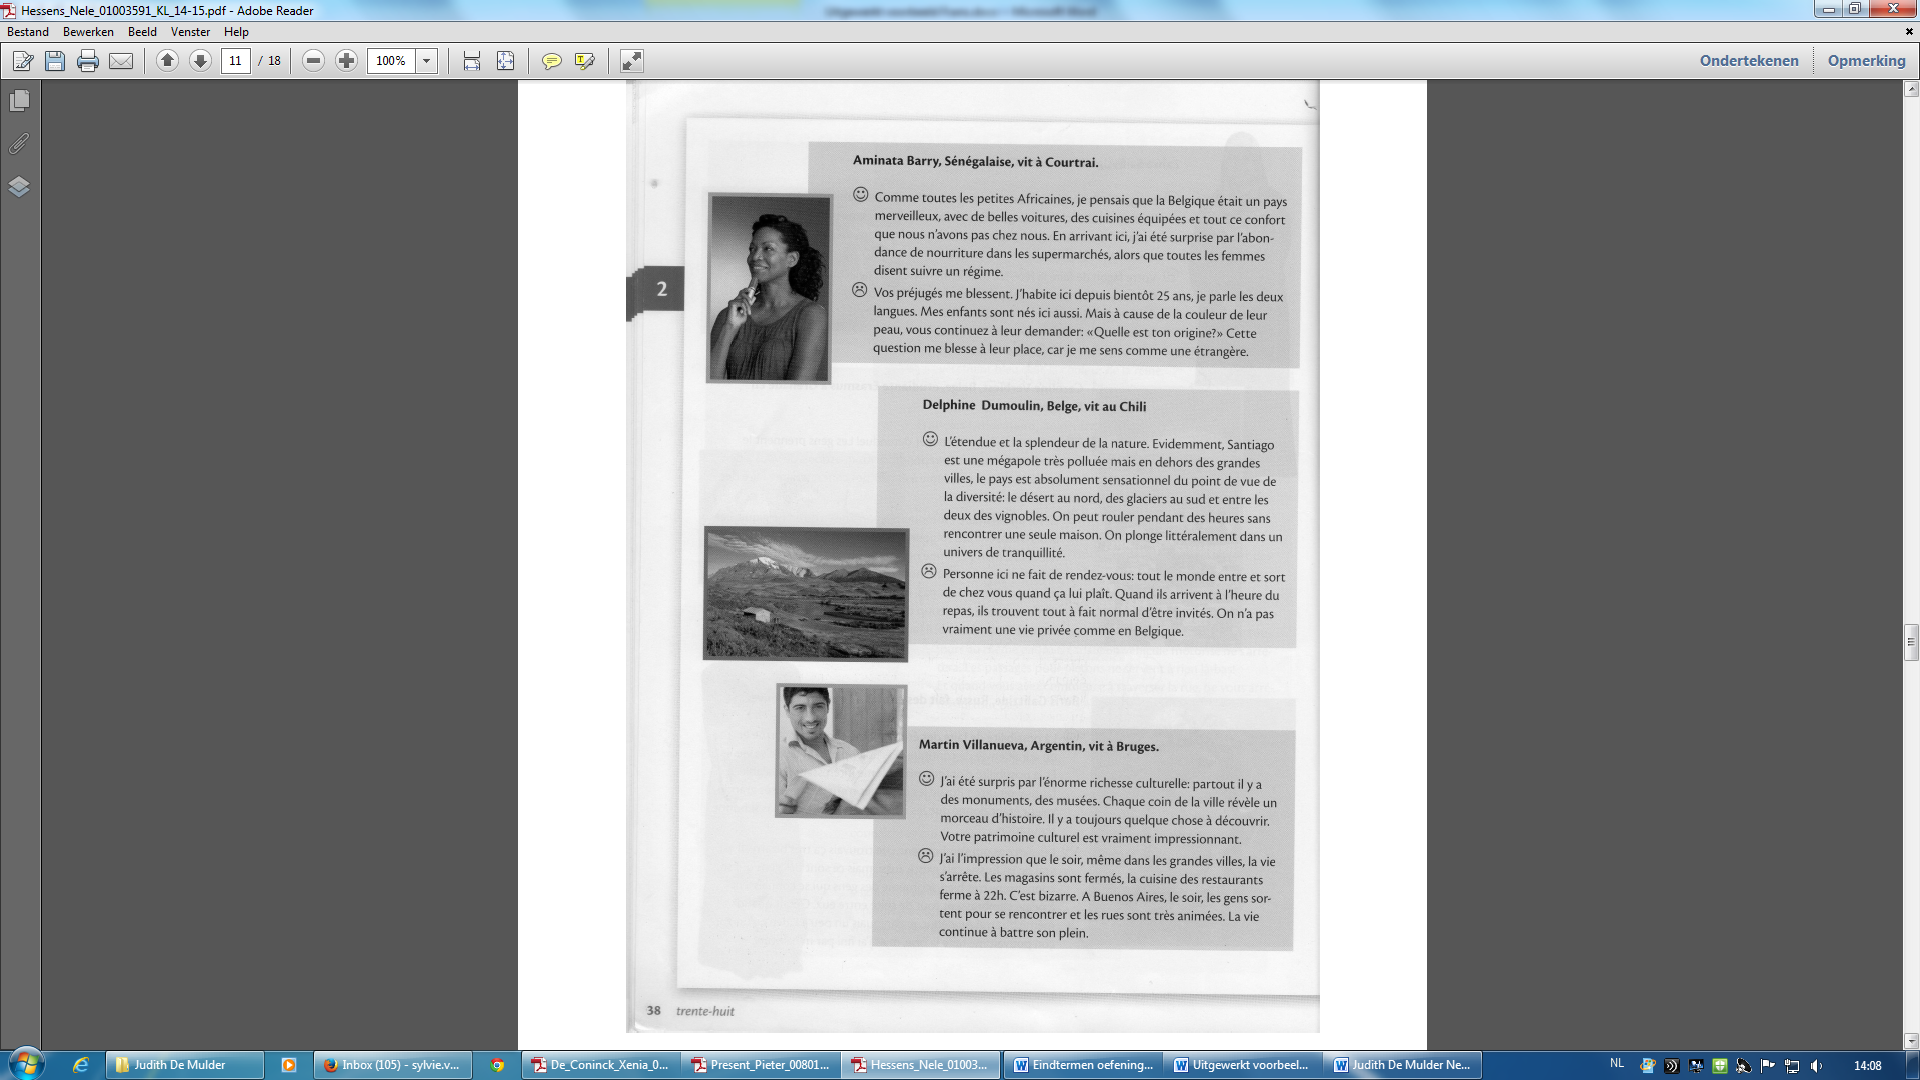 Hessens_Nele_01003591_KL_14-15.pdf - Adobe Reader
Bestand Bewerken Beeld Venster Help
11 / 18 100% Ondertekenen Opmerking
Aminata Barry, Sénégalaise, vit à Courtrai.
Comme toutes les petites Africaines, je pensais que la Belgique était un pays
merveilleux, avec de belles voitures, des cuisines équipées et tout ce confort
que nous n'avons pas chez nous. En arrivant ici, j'ai été surprise par l'abon-
dance de nourriture dans les supermarchés, alors que toutes les femmes
disent suivre un régime.
Vos préjugés me blessent. J'habite ici depuis bientôt 25 ans, je parle les deux
langues. Mes enfants sont nés ici aussi. Mais à cause de la couleur de leur
peau, vous continuez à leur demander: «Quelle est ton origine?» Cette
question me blesse à leur place, car je me sens comme une étrangère.
2
Delphine Dumoulin, Belge, vit au Chili
L'étendue et la splendeur de la nature. Evidemment, Santiago
est une mégapole très polluée mais en dehors des grandes
villes, le pays est absolument sensationnel du point de vue de
la diversité: le désert au nord, des glaciers au sud et entre les
deux des vignobles. On peut rouler pendant des heures sans
rencontrer une seule maison. On plonge littéralement dans un
univers de tranquillité.
Personne ici ne fait de rendez-vous: tout le monde entre et sort
de chez vous quand ça lui plaît. Quand ils arrivent à l'heure du
repas, ils trouvent tout à fait normal d'être invités. On n'a pas
vraiment une vie privée comme en Belgique.
Martin Villanueva, Argentin, vit à Bruges.
J'ai été surpris par l'énorme richesse culturelle: partout il y a
des monuments, des musées. Chaque coin de la ville révèle un
morceau d'histoire. Il y a toujours quelque chose à découvrir.
Votre patrimoine culturel est vraiment impressionnant.
J'ai l'impression que le soir, même dans les grandes villes, la vie
s'arrête. Les magasins sont fermés, la cuisine des restaurants
ferme à 22h. C'est bizarre. A Buenos Aires, le soir, les gens sor-
tent pour se rencontrer et les rues sont très animées. La vie
continue à battre son plein.
38 trente-huit
Judith De Mulder Inbox (105) - sylvie.v... De_Coninck_Xenia_0... Present_Pieter_00801... Hessens_Nele_01003... Eindtermen oefening... Uitgewerkt voorbeel... Judith De Mulder Ne... NL 14:08